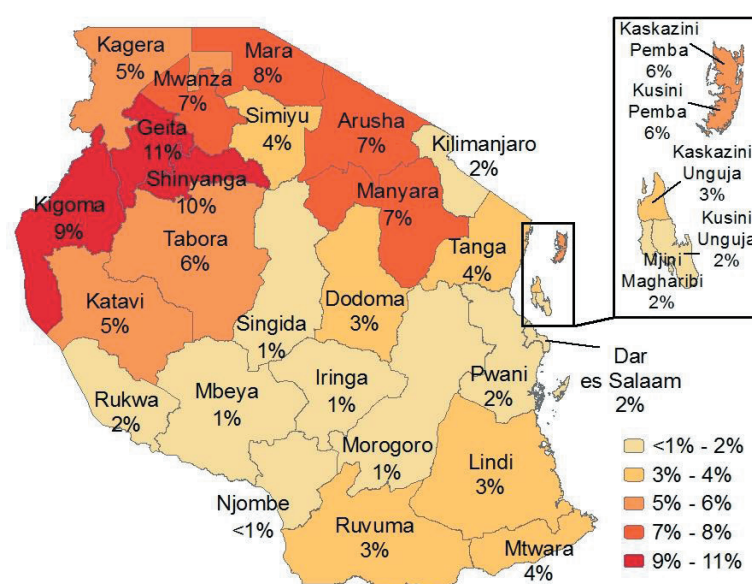 Kagera
5%
Mara
8%
Mwanza
7%
Simiyu
4%
Arusha
7%
Kilimanjaro
2%
Geita
11%
Shinyanga
10%
Kigoma
9%
Manyara
7%
Tabora
6%
Tanga
4%
Katavi
5%
Dodoma
3%
Singida
1%
Rukwa
2%
Mbeya
1%
Iringa
1%
Morogoro
1%
Pwani
2%
Dar
es Salaam
2%
Njombe
<1%
Lindi
3%
Ruvuma
3%
Mtwara
4%
Kaskazini
Pemba
6%
Kusini
Pemba
6%
Kaskazini
Unguja
3%
Kusini
Unguja
2%
Mjini
Magharibi
2%
<1% - 2%
3% - 4%
5% - 6%
7% - 8%
9% - 11%